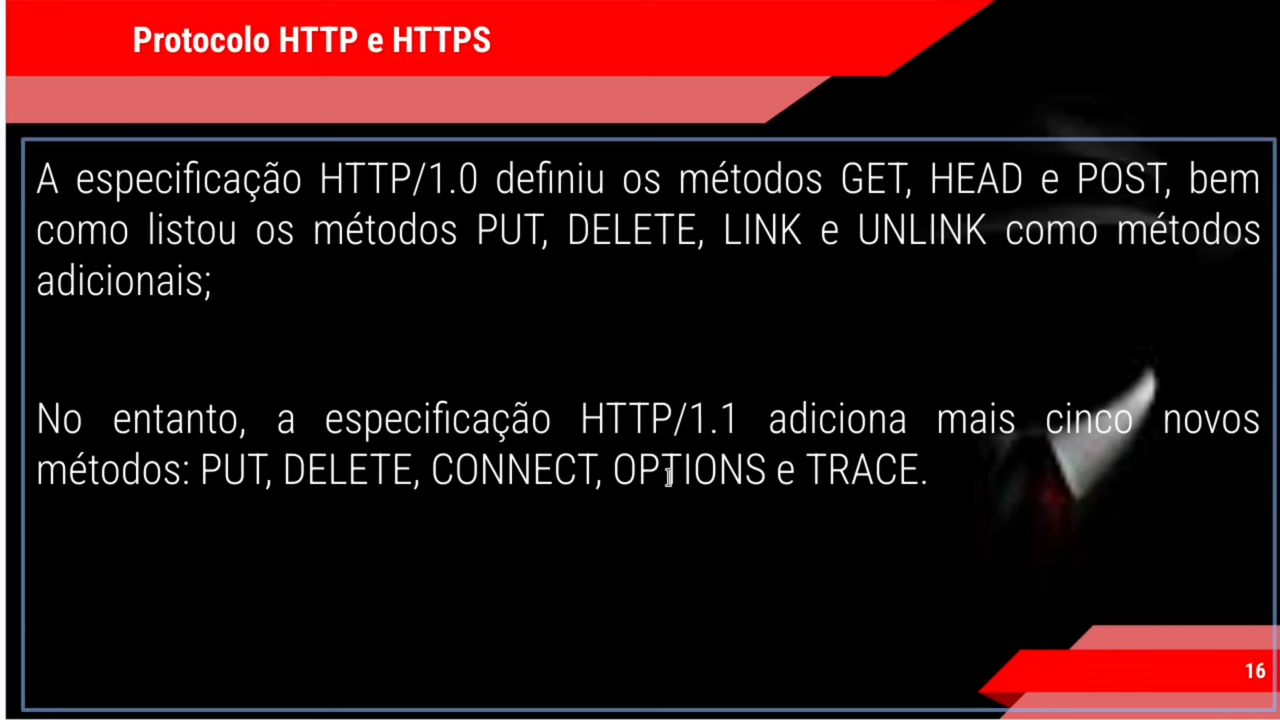 Protocolo HTTP e HTTPS
A especificação HTTP/1.0 definiu os métodos GET, HEAD e POST, bem
como listou os métodos PUT, DELETE, LINK e UNLINK como métodos
adicionais;
No entanto, a especificação HTTP/1.1 adiciona mais cinco novos
métodos: PUT, DELETE, CONNECT, OPTIONS e TRACE.
16